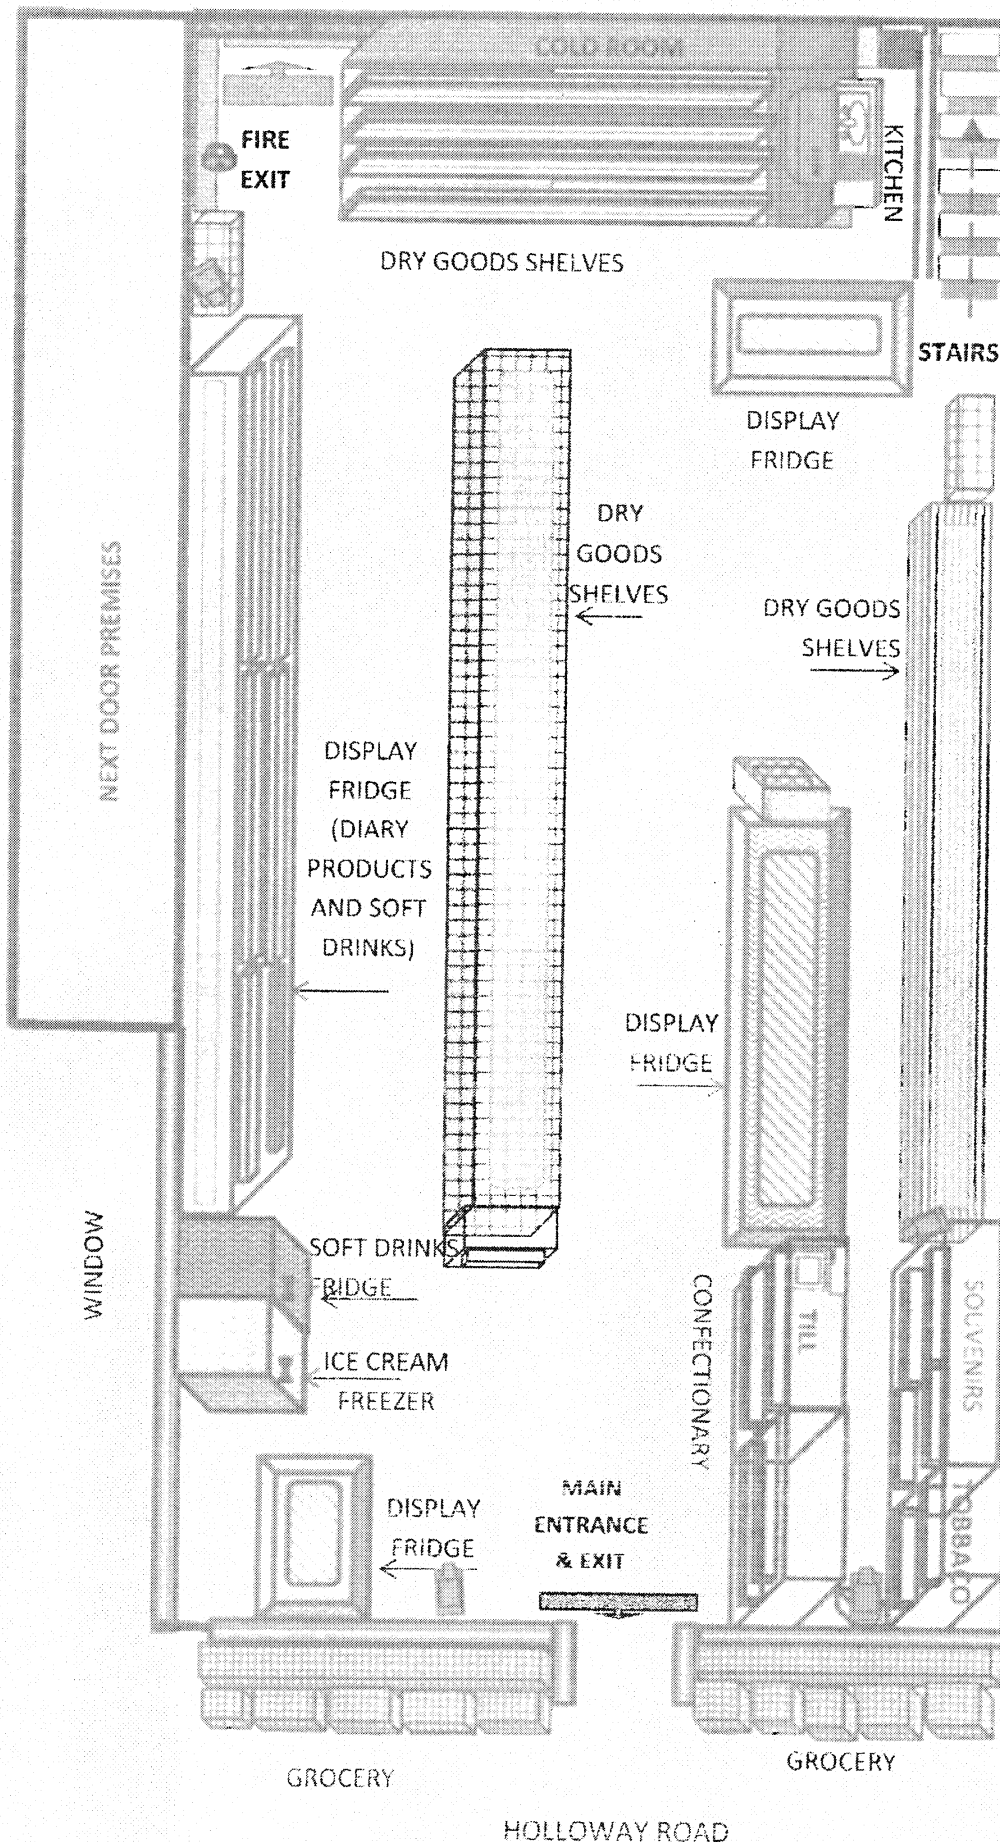 COLD ROOM
FIRE
EXIT
KITCHEN
DRY GOODS SHELVES
STAIRS
DISPLAY
FRIDGE
DRY
GOODS
SHELVES
DRY GOODS
SHELVES
NEXT DOOR PREMISES
DISPLAY
FRIDGE
(DIARY
PRODUCTS
AND SOFT
DRINKS)
DISPLAY
FRIDGE
WINDOW
SOFT DRINKS
FRIDGE
ICE CREAM
FREEZER
CONFECTIONARY
TILL
SOUVENIRS
TOBBACO
DISPLAY
FRIDGE
MAIN
ENTRANCE
& EXIT
GROCERY
GROCERY
HOLLOWAY ROAD